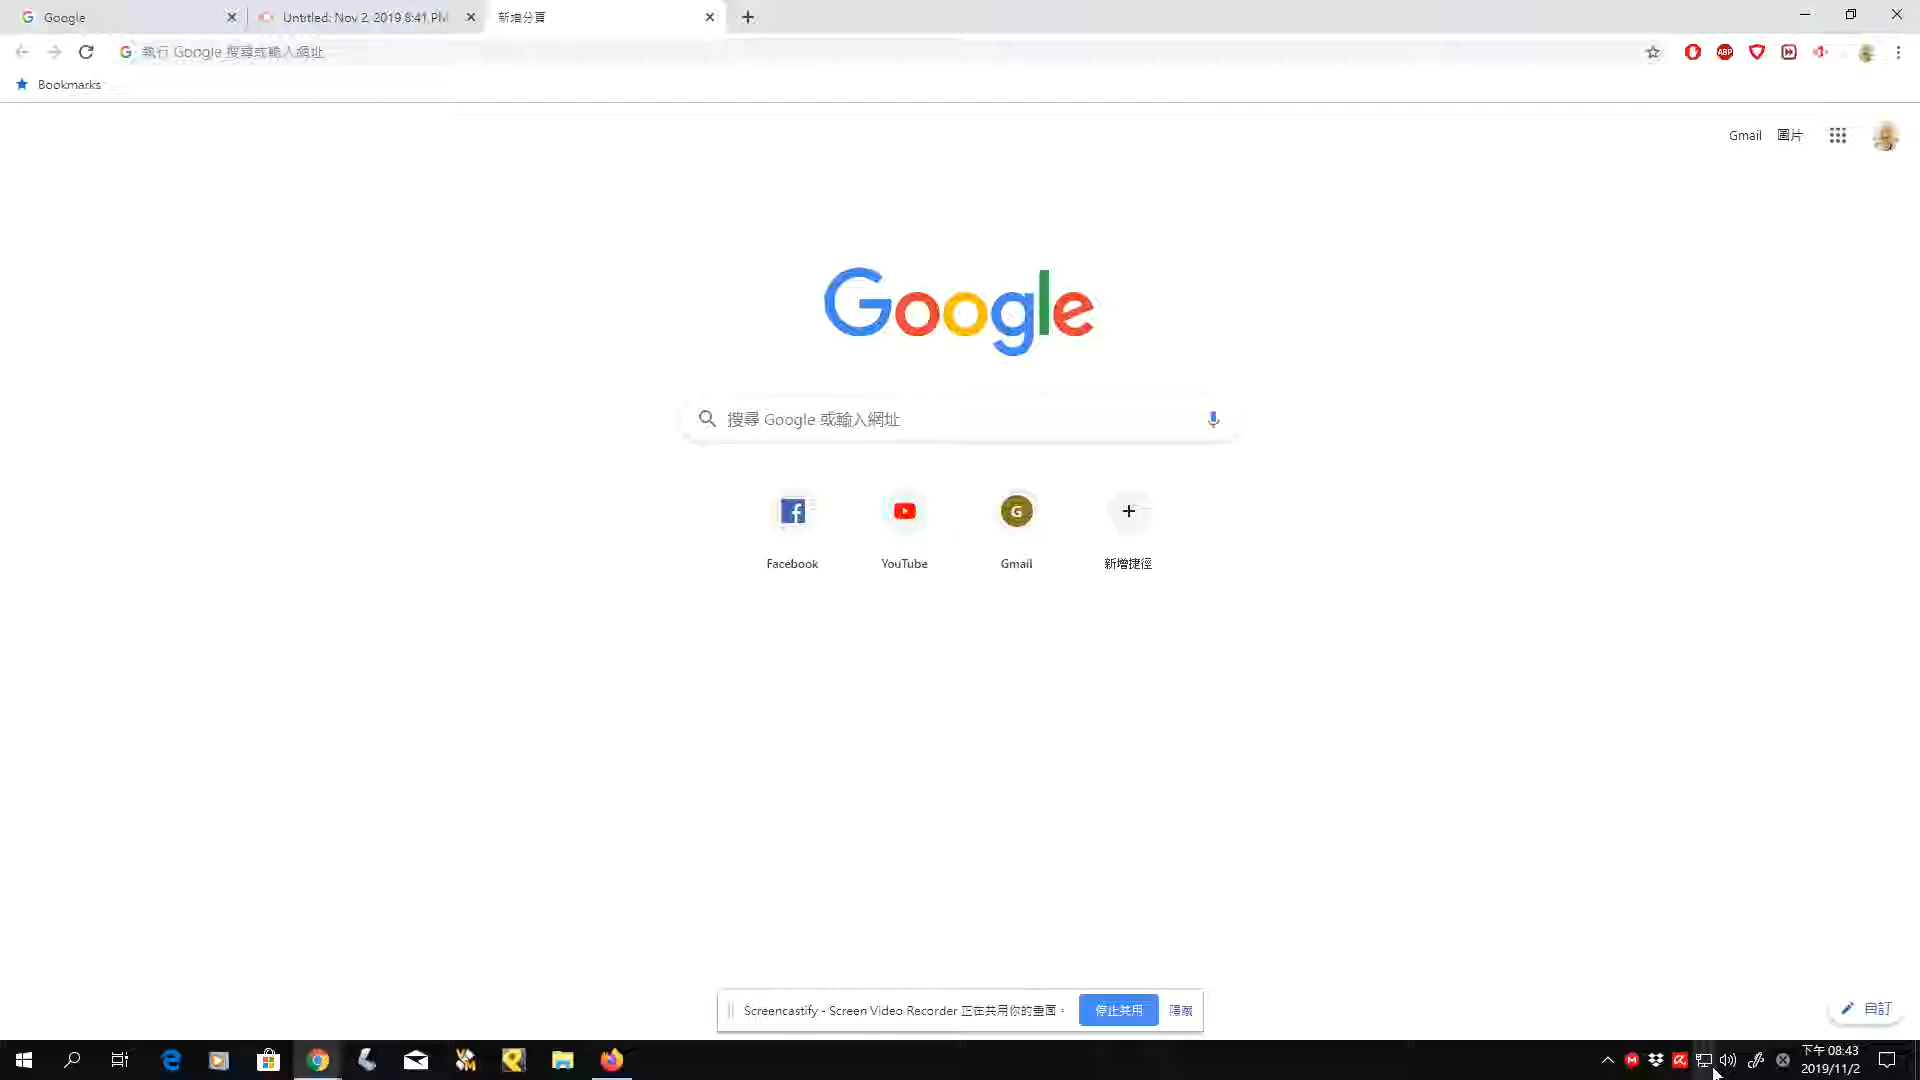 Google
Untitled: Nov 2, 2019 8:41 PM
新增分頁
執行 Google 搜尋或輸入網址
Bookmarks
Gmail 圖片
Google
搜尋 Google 或輸入網址
Facebook YouTube Gmail 新增捷徑
Screencastify - Screen Video Recorder 正在共用你的畫面。 停止共用 隱藏
自訂
下午 08:43
2019/11/2